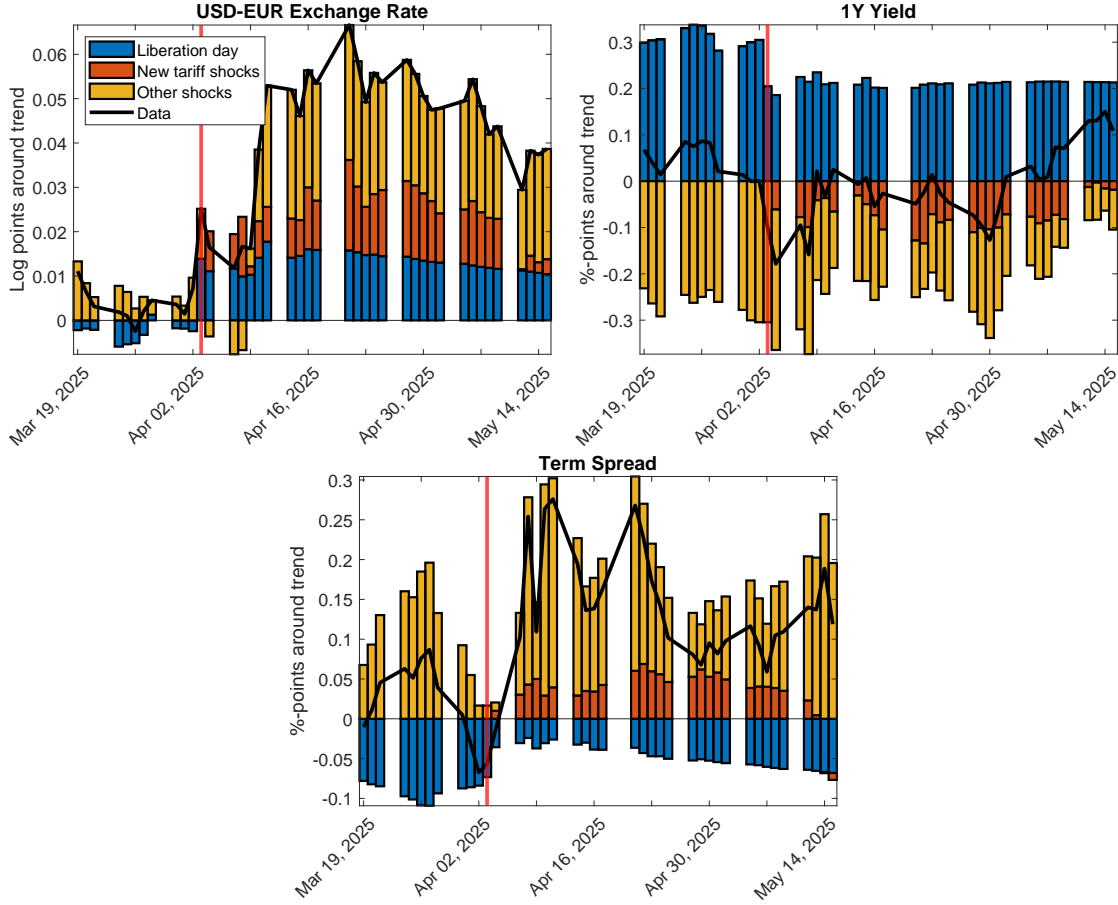 USD-EUR Exchange Rate
Log points around trend
0.06
0.05
0.04
0.03
0.02
0.01
0
Liberation day
New tariff shocks
Other shocks
Data
Mar 19, 2025
Apr 02, 2025
Apr 16, 2025
Apr 30, 2025
May 14, 2025
1Y Yield
%-points around trend
0.3
0.2
0.1
0
-0.1
-0.2
-0.3
Mar 19, 2025
Apr 02, 2025
Apr 16, 2025
Apr 30, 2025
May 14, 2025
Term Spread
%-points around trend
0.3
0.25
0.2
0.15
0.1
0.05
0
-0.05
-0.1
Mar 19, 2025
Apr 02, 2025
Apr 16, 2025
Apr 30, 2025
May 14, 2025